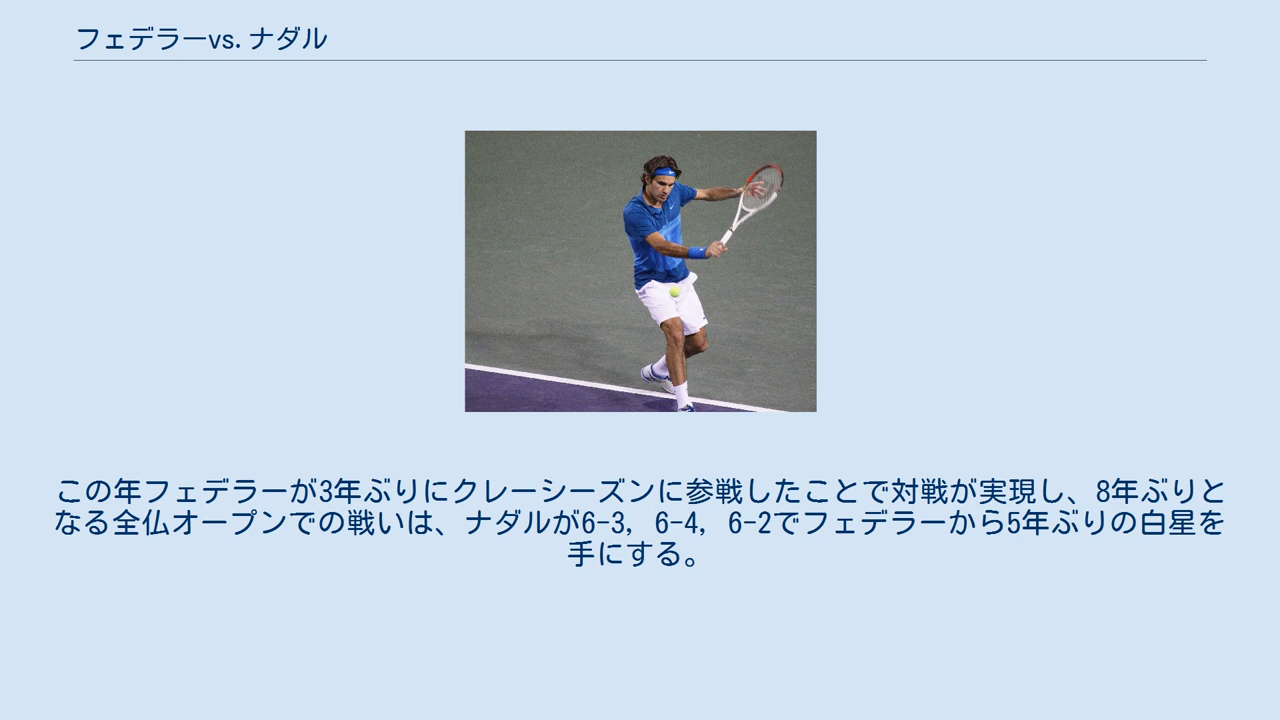 フェデラーvs. ナダル
この年フェデラーが3年ぶりにクレーシーズンに参戦したことで対戦が実現し、8年ぶりと
なる全仏オープンでの戦いは、ナダルが6-3, 6-4, 6-2でフェデラーから5年ぶりの白星を
手にする。